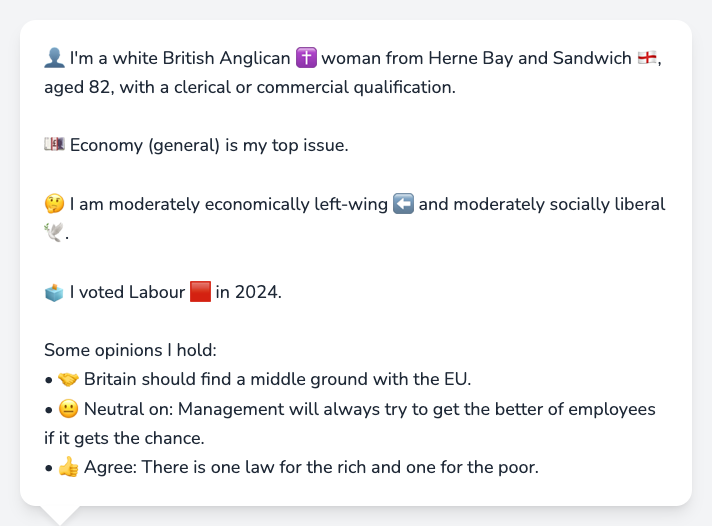 👤 I'm a white British Anglican ✝️ woman from Herne Bay and Sandwich 🏴󠁧󠁢󠁥󠁮󠁧󠁿,
aged 82, with a clerical or commercial qualification.
💷 Economy (general) is my top issue.
🤔 I am moderately economically left-wing ⬅️ and moderately socially liberal
🕊️.
🗳️ I voted Labour 🟥 in 2024.
Some opinions I hold:
• 🤝 Britain should find a middle ground with the EU.
• 😐 Neutral on: Management will always try to get the better of employees
if it gets the chance.
• 👍 Agree: There is one law for the rich and one for the poor.